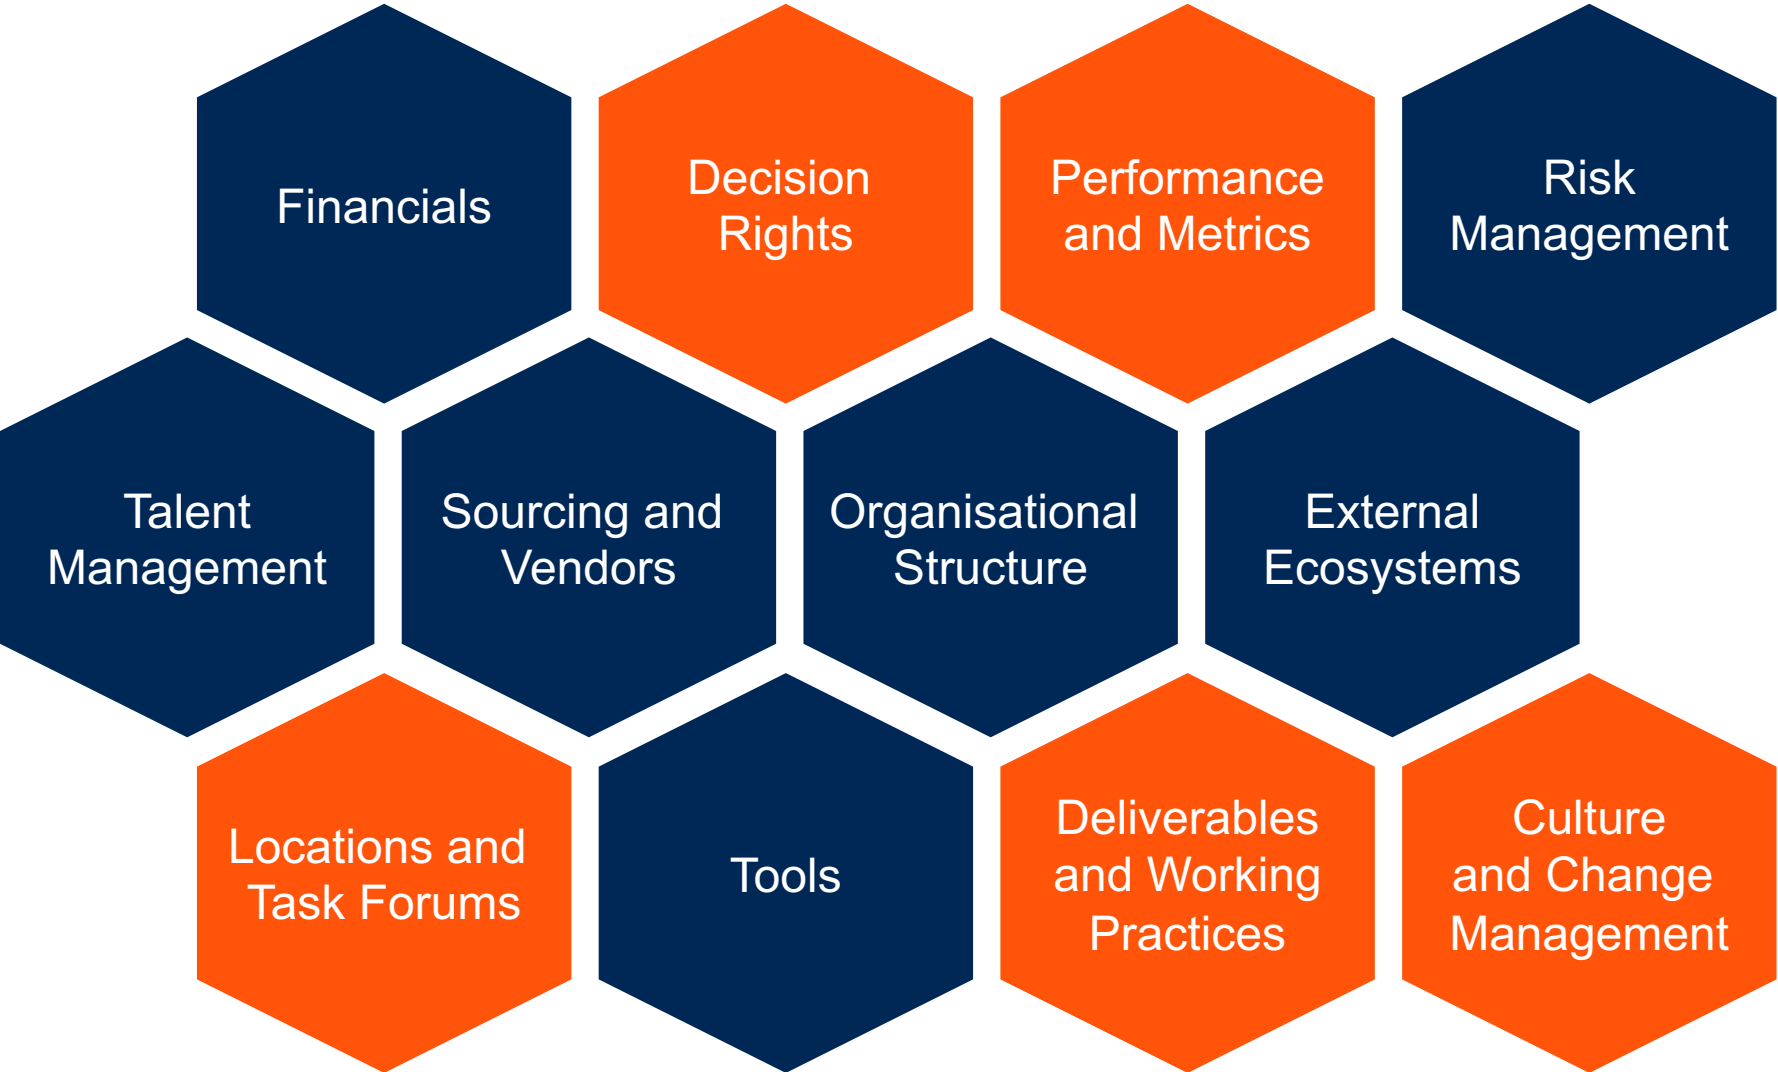 Financials
Decision
Rights
Performance
and Metrics
Risk
Management
Talent
Management
Sourcing and
Vendors
Organisational
Structure
External
Ecosystems
Locations and
Task Forums
Tools
Deliverables
and Working
Practices
Culture
and Change
Management